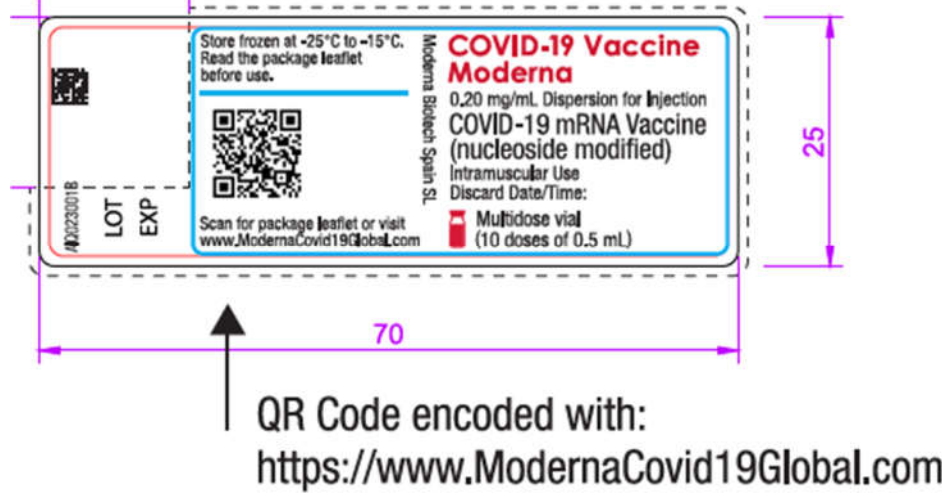 Store frozen at -25°C to -15°C.
Read the package leaflet
before use.
Scan for package leaflet or visit
www.ModernaCovid19Global.com
Moderna Biotech Spain SL
COVID-19 Vaccine
Moderna
0.20 mg/mL Dispersion for Injection
COVID-19 mRNA Vaccine
(nucleoside modified)
Intramuscular Use
Discard Date/Time:
Multidose vial
(10 doses of 0.5 mL)
LOT
EXP
25
70
QR Code encoded with:
https://www.ModernaCovid19Global.com